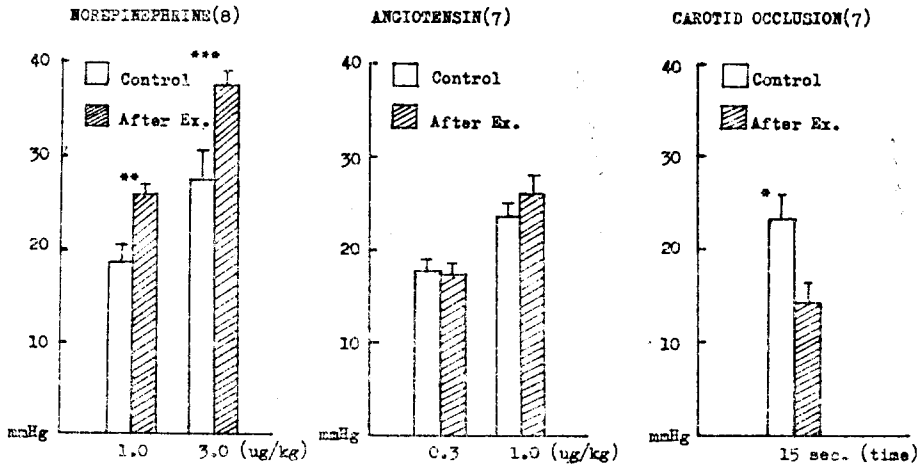 NOREPINEPHRINE(8)
40
***
Control
After Ex.
30
**
20
10
mmHg
1.0 3.0 (ug/kg)
ANGIOTENSIN(7)
40
Control
After Ex.
30
20
10
mmHg
0.3 1.0 (ug/kg)
CAROTID OCCLUSION(7)
40
Control
After Ex.
30
*
20
10
mmHg
15 sec. (time)